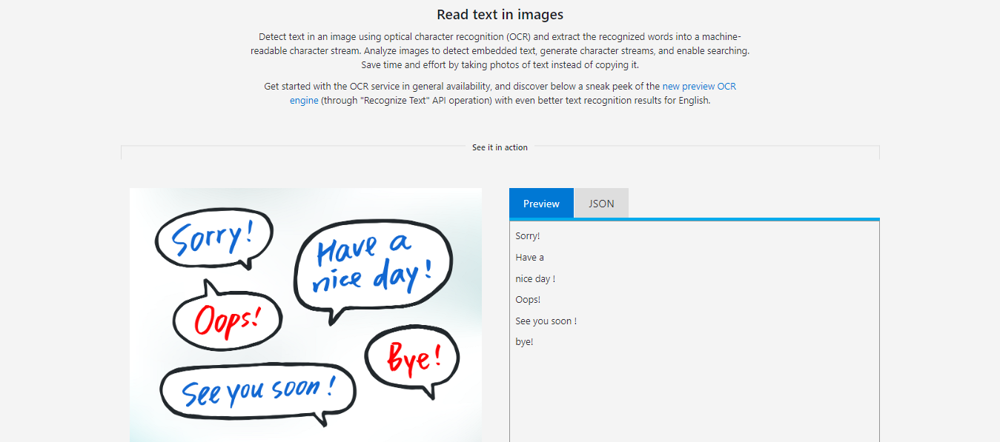 Read text in images
Detect text in an image using optical character recognition (OCR) and extract the recognized words into a machine-
readable character stream. Analyze images to detect embedded text, generate character streams, and enable searching.
Save time and effort by taking photos of text instead of copying it.
Get started with the OCR service in general availability, and discover below a sneak peek of the new preview OCR
engine (through "Recognize Text" API operation) with even better text recognition results for English.
See it in action
Sorry!
Have a
nice day!
Oops!
Bye!
See you soon!
Preview
JSON
Sorry!
Have a
nice day !
Oops!
See you soon !
bye!